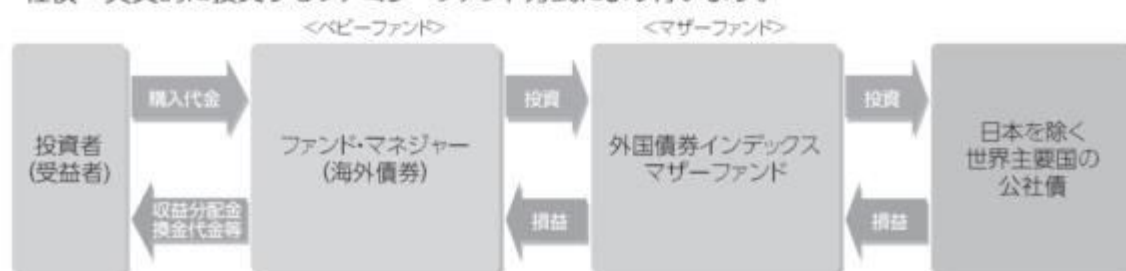 <ベビーファンド>
<マザーファンド>
投資者
(受益者)
購入代金
収益分配金
換金代金等
ファンド・マネジャー
(海外債券)
投資
損益
外国債券インデックス
マザーファンド
投資
損益
日本を除く
世界主要国の
公社債